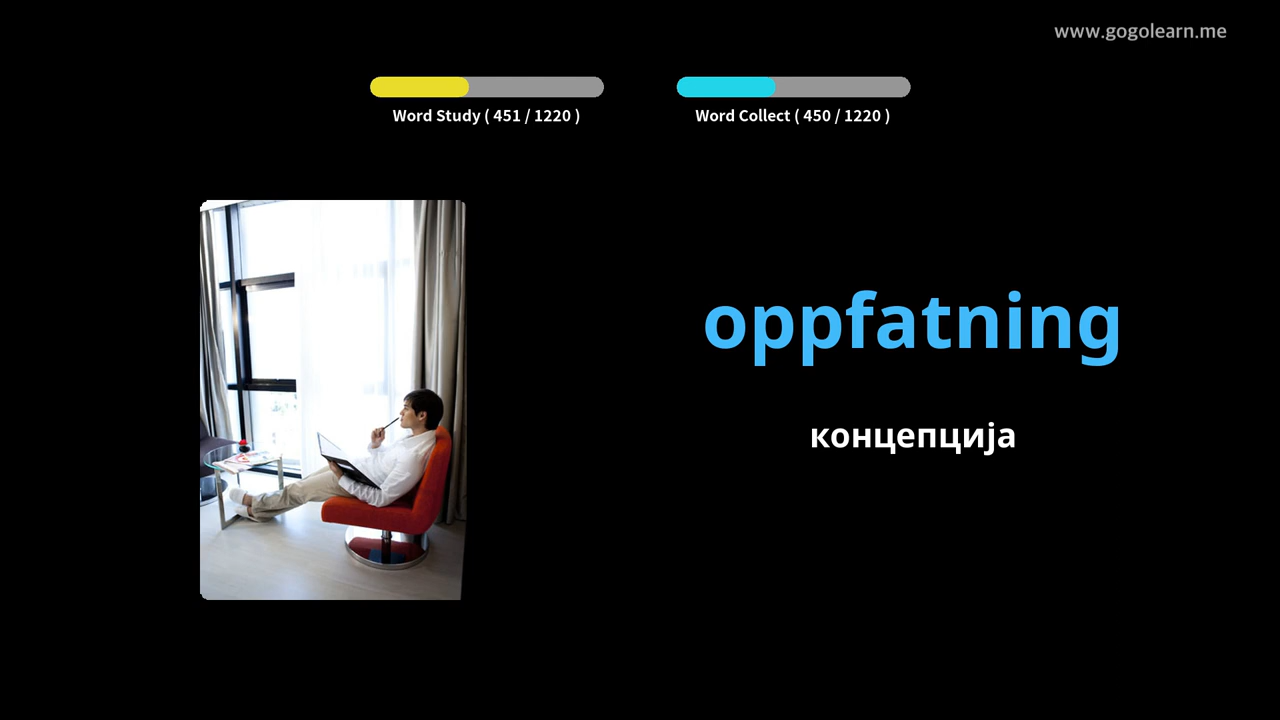 www.gogolearn.me
Word Study ( 451 / 1220 )
Word Collect ( 450 / 1220 )
oppfatning
концепција